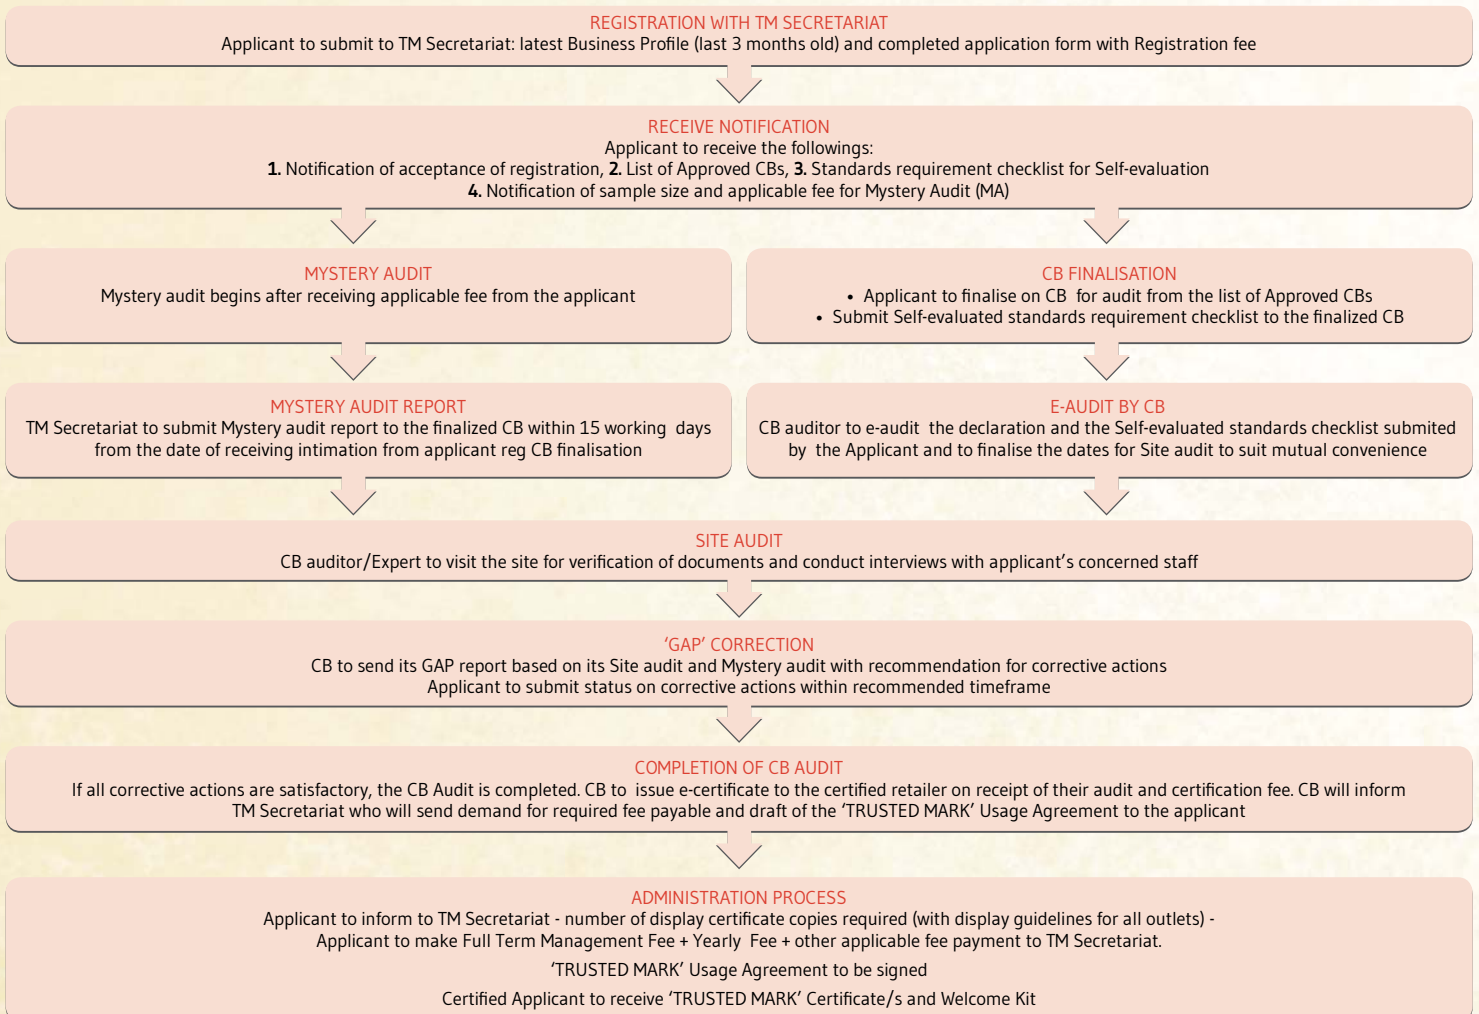 REGISTRATION WITH TM SECRETARIAT
Applicant to submit to TM Secretariat: latest Business Profile (last 3 months old) and completed application form with Registration fee
RECEIVE NOTIFICATION
Applicant to receive the followings:
1. Notification of acceptance of registration, 2. List of Approved CBs, 3. Standards requirement checklist for Self-evaluation
4. Notification of sample size and applicable fee for Mystery Audit (MA)
MYSTERY AUDIT
Mystery audit begins after receiving applicable fee from the applicant
CB FINALISATION
• Applicant to finalise on CB for audit from the list of Approved CBs
• Submit Self-evaluated standards requirement checklist to the finalized CB
MYSTERY AUDIT REPORT
TM Secretariat to submit Mystery audit report to the finalized CB within 15 working days
from the date of receiving intimation from applicant reg CB finalisation
E-AUDIT BY CB
CB auditor to e-audit the declaration and the Self-evaluated standards checklist submited
by the Applicant and to finalise the dates for Site audit to suit mutual convenience
SITE AUDIT
CB auditor/Expert to visit the site for verification of documents and conduct interviews with applicant’s concerned staff
‘GAP’ CORRECTION
CB to send its GAP report based on its Site audit and Mystery audit with recommendation for corrective actions
Applicant to submit status on corrective actions within recommended timeframe
COMPLETION OF CB AUDIT
If all corrective actions are satisfactory, the CB Audit is completed. CB to issue e-certificate to the certified retailer on receipt of their audit and certification fee. CB will inform
TM Secretariat who will send demand for required fee payable and draft of the ‘TRUSTED MARK’ Usage Agreement to the applicant
ADMINISTRATION PROCESS
Applicant to inform to TM Secretariat - number of display certificate copies required (with display guidelines for all outlets) -
Applicant to make Full Term Management Fee + Yearly Fee + other applicable fee payment to TM Secretariat.
‘TRUSTED MARK’ Usage Agreement to be signed
Certified Applicant to receive ‘TRUSTED MARK’ Certificate/s and Welcome Kit